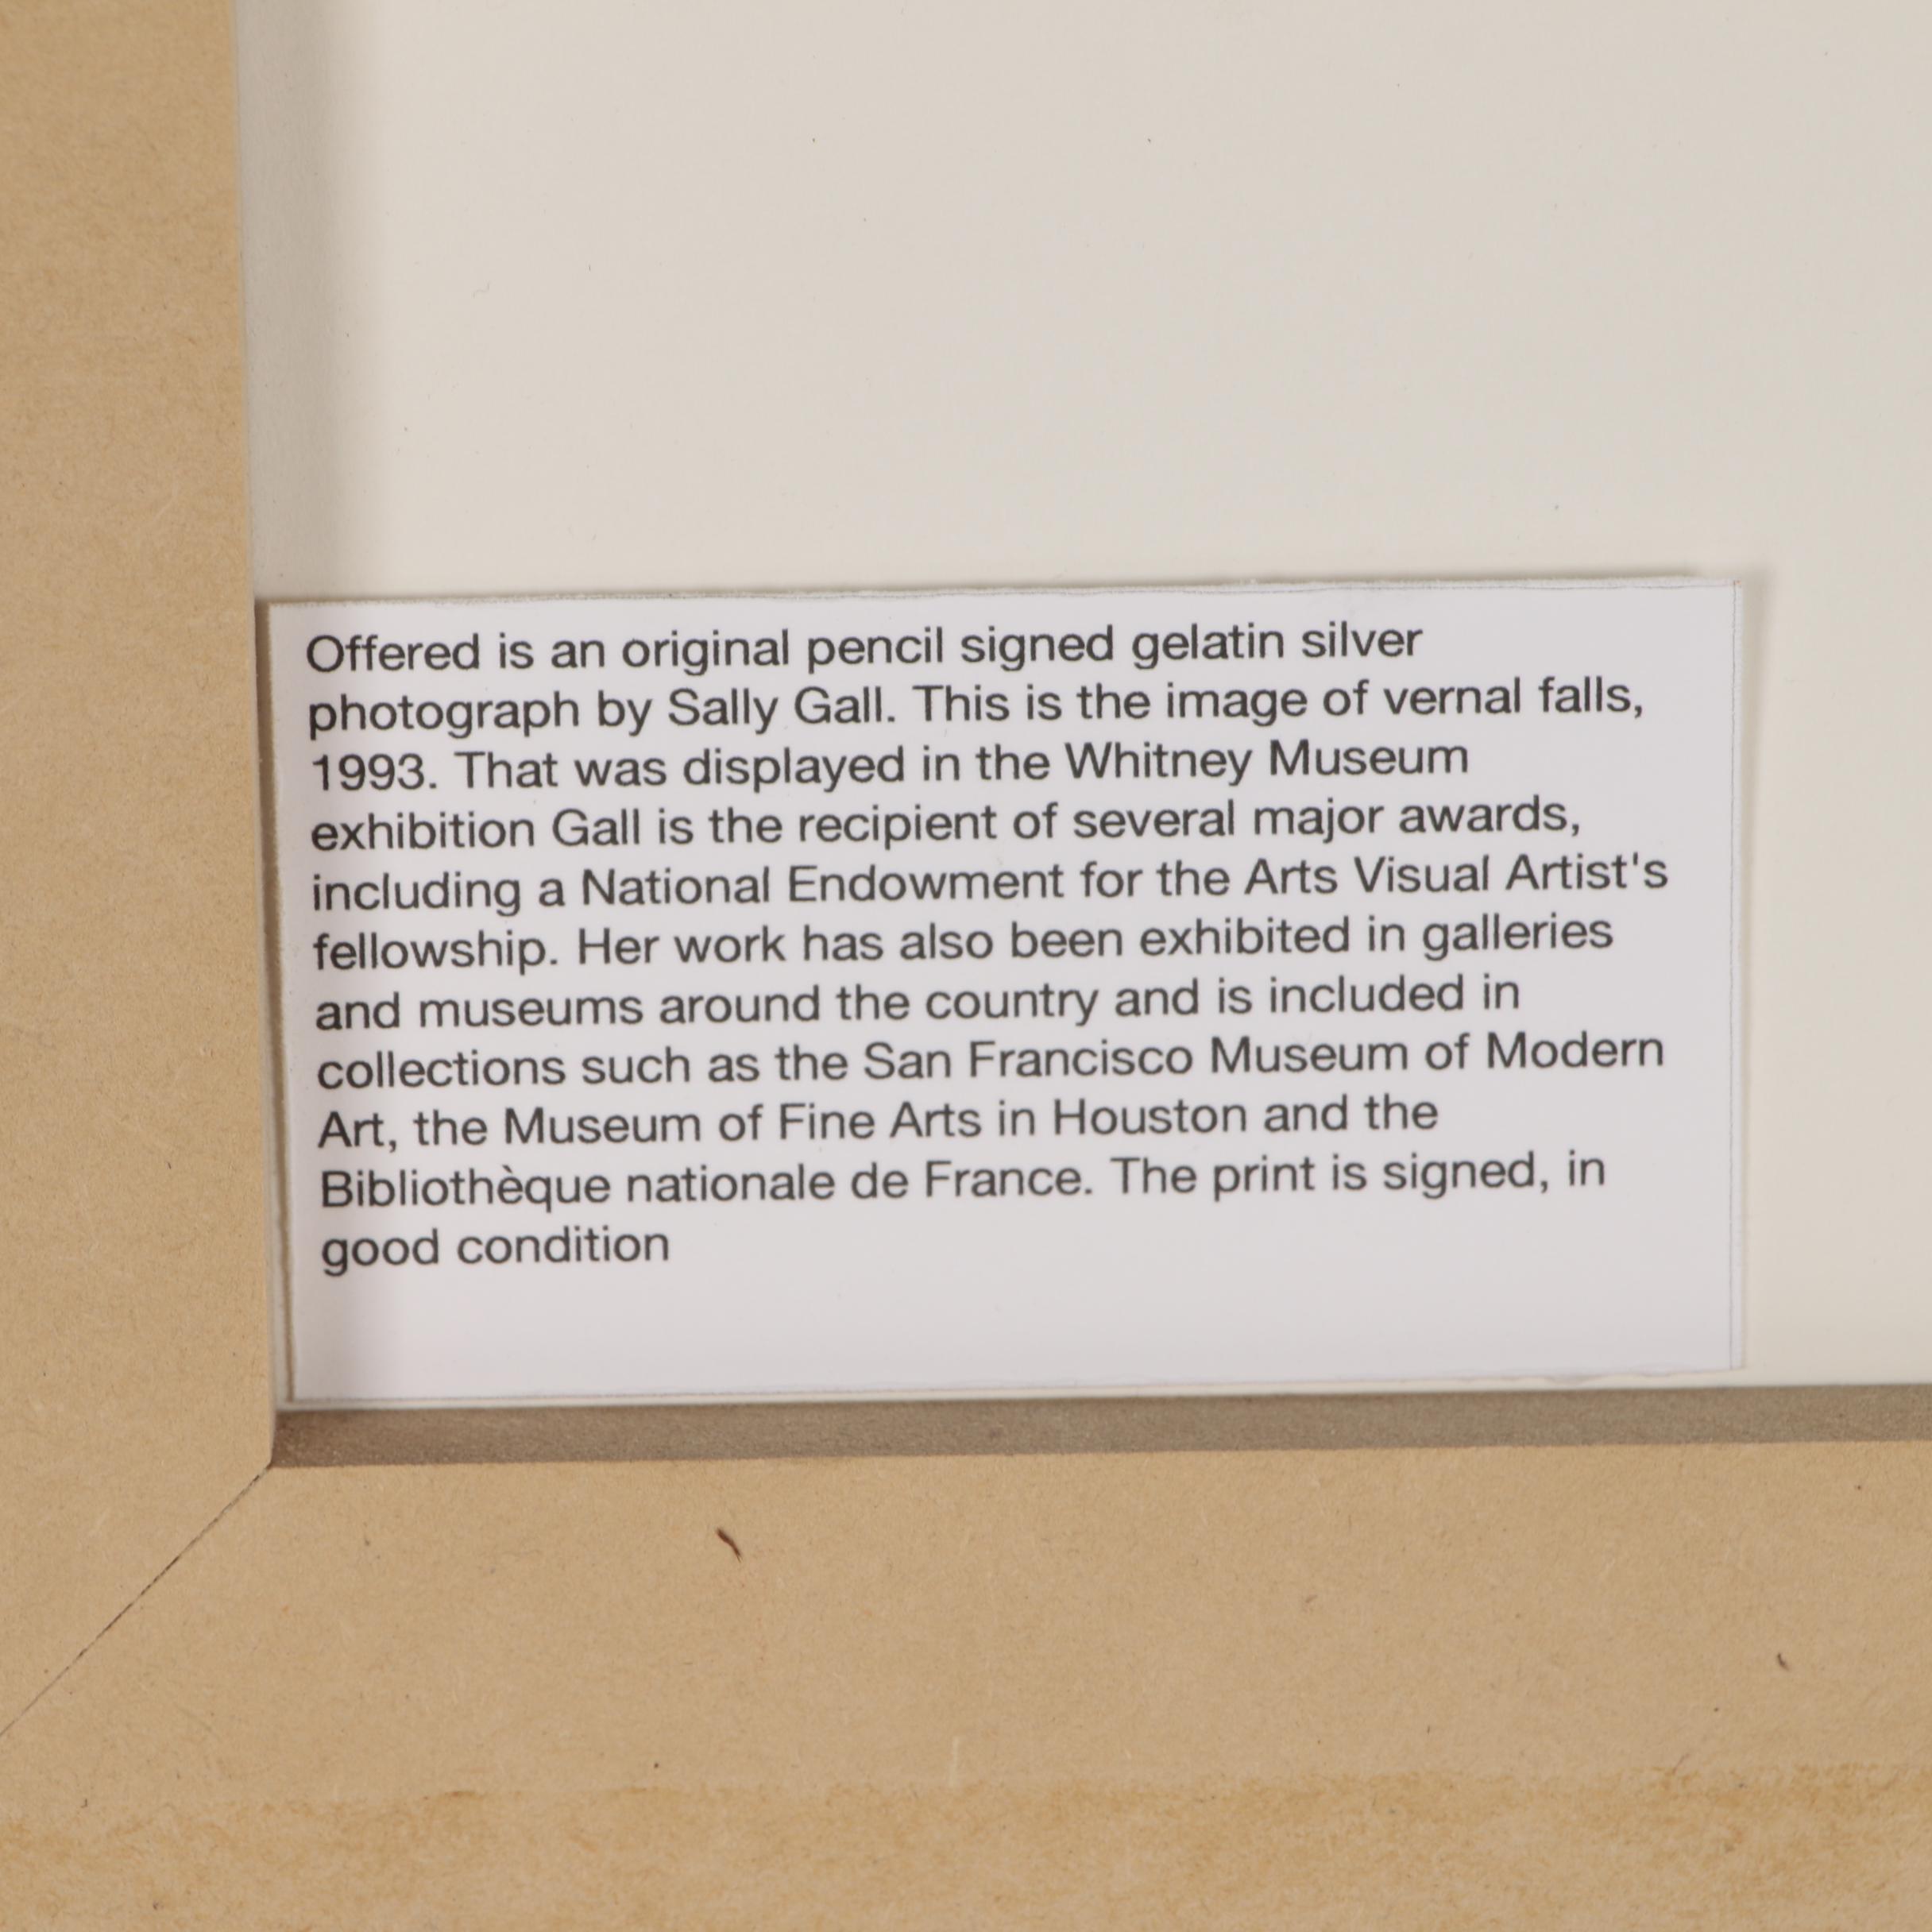 Offered is an original pencil signed gelatin silver
photograph by Sally Gall. This is the image of vernal falls,
1993. That was displayed in the Whitney Museum
exhibition Gall is the recipient of several major awards,
including a National Endowment for the Arts Visual Artist's
fellowship. Her work has also been exhibited in galleries
and museums around the country and is included in
collections such as the San Francisco Museum of Modern
Art, the Museum of Fine Arts in Houston and the
Bibliothèque nationale de France. The print is signed, in
good condition